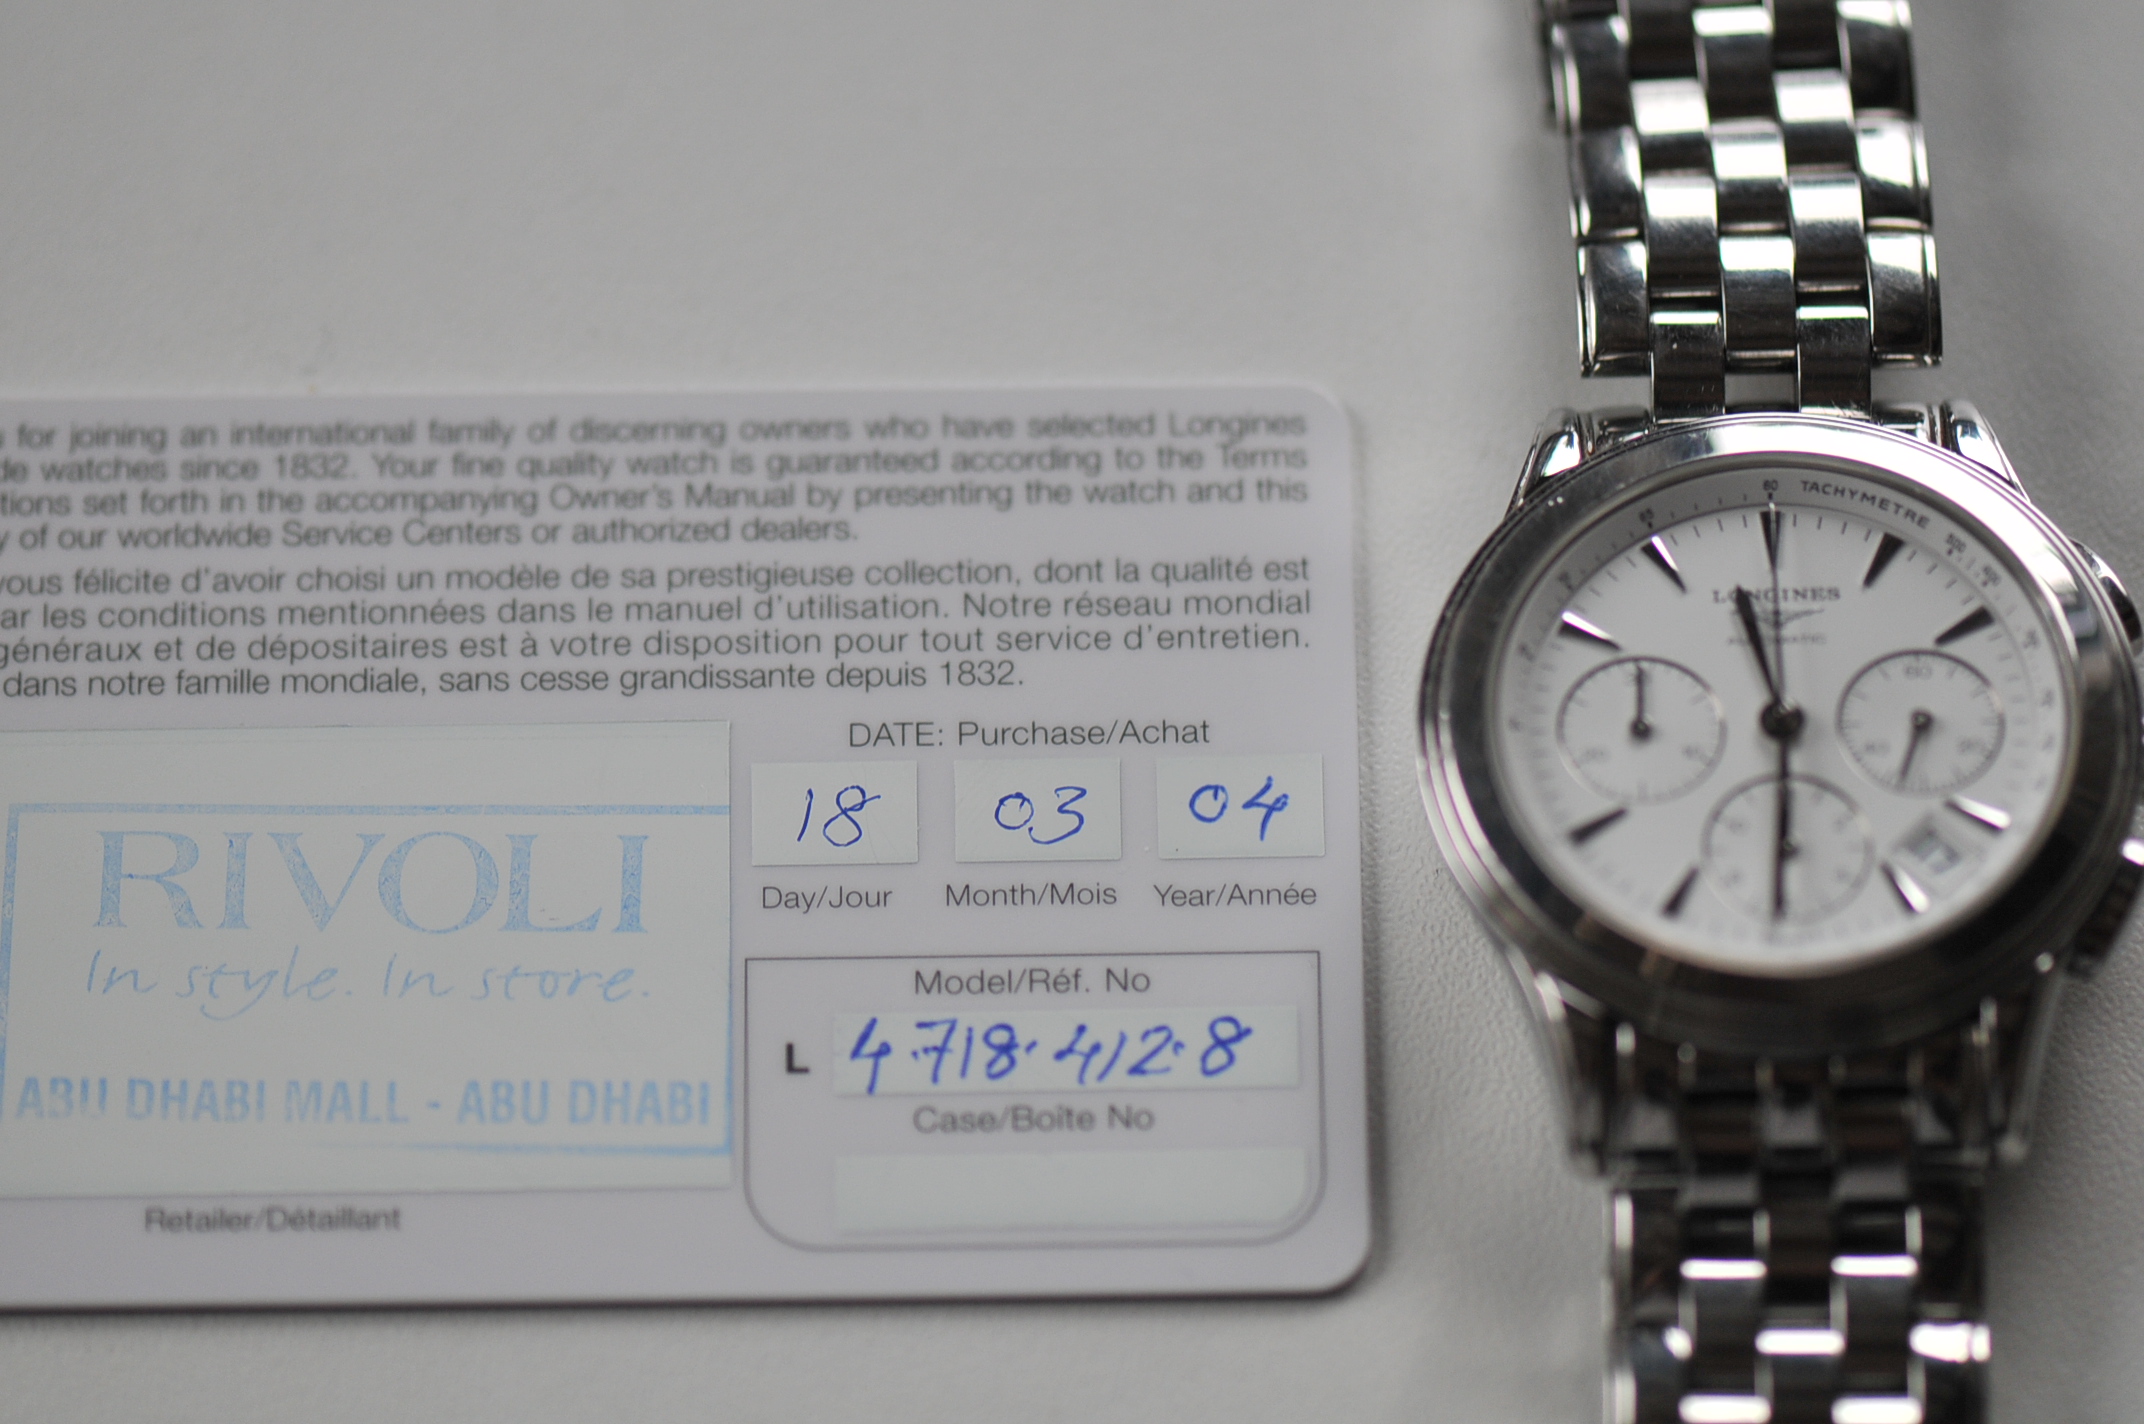 for joining an international family of discerning owners who have selected Longines
watches since 1832. Your fine quality watch is guaranteed according to the Terms
set forth in the accompanying Owner's Manual by presenting the watch and this
of our worldwide Service Centers or authorized dealers.
vous félicite d'avoir choisi un modèle de sa prestigieuse collection, dont la qualité est
les conditions mentionnées dans le manuel d'utilisation. Notre réseau mondial
généraux et de dépositaires est à votre disposition pour tout service d'entretien.
dans notre famille mondiale, sans cesse grandissante depuis 1832.
DATE: Purchase/Achat
18 03 04
Day/Jour Month/Mois Year/Année
RIVOLI
In style. In store.
ABU DHABI MALL - ABU DHABI
Retailer/Détaillant
Model/Réf. No
L 4.718.412.8
Case/Boîte No
60 TACHYMETRE
LONGINES
AUTOMATIC
60